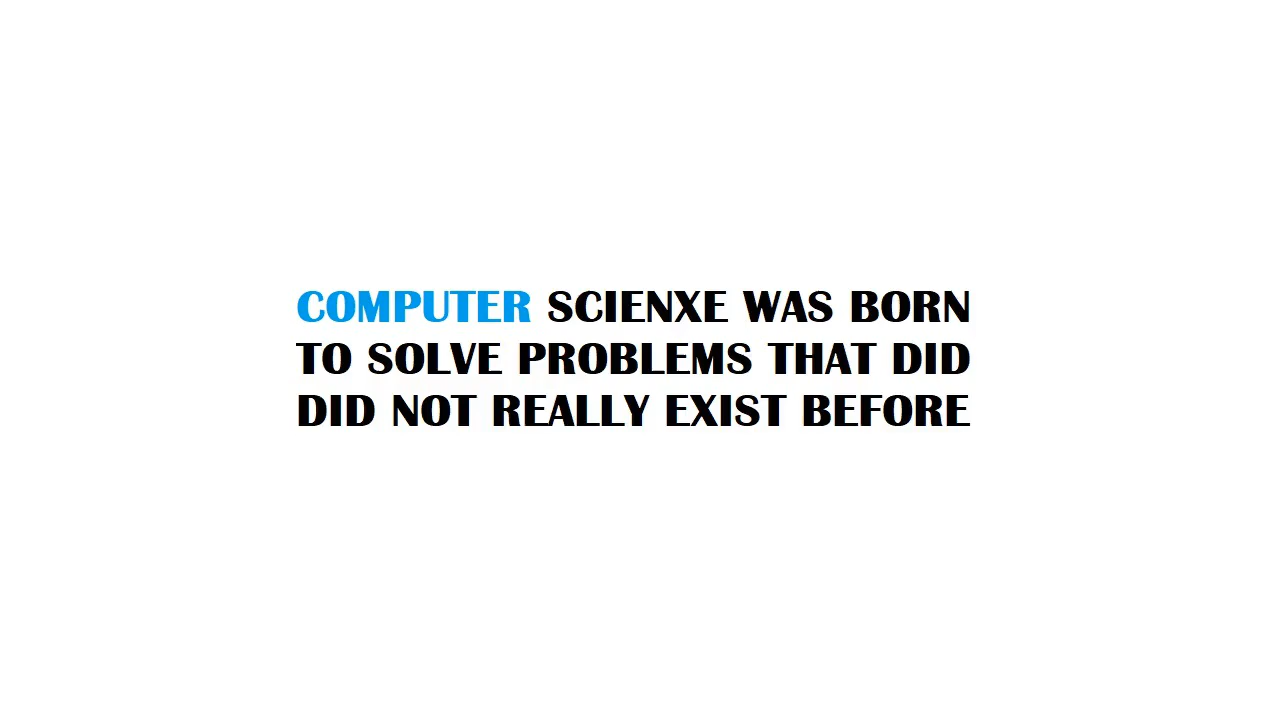 COMPUTER SCIENXE WAS BORN
TO SOLVE PROBLEMS THAT DID
DID NOT REALLY EXIST BEFORE